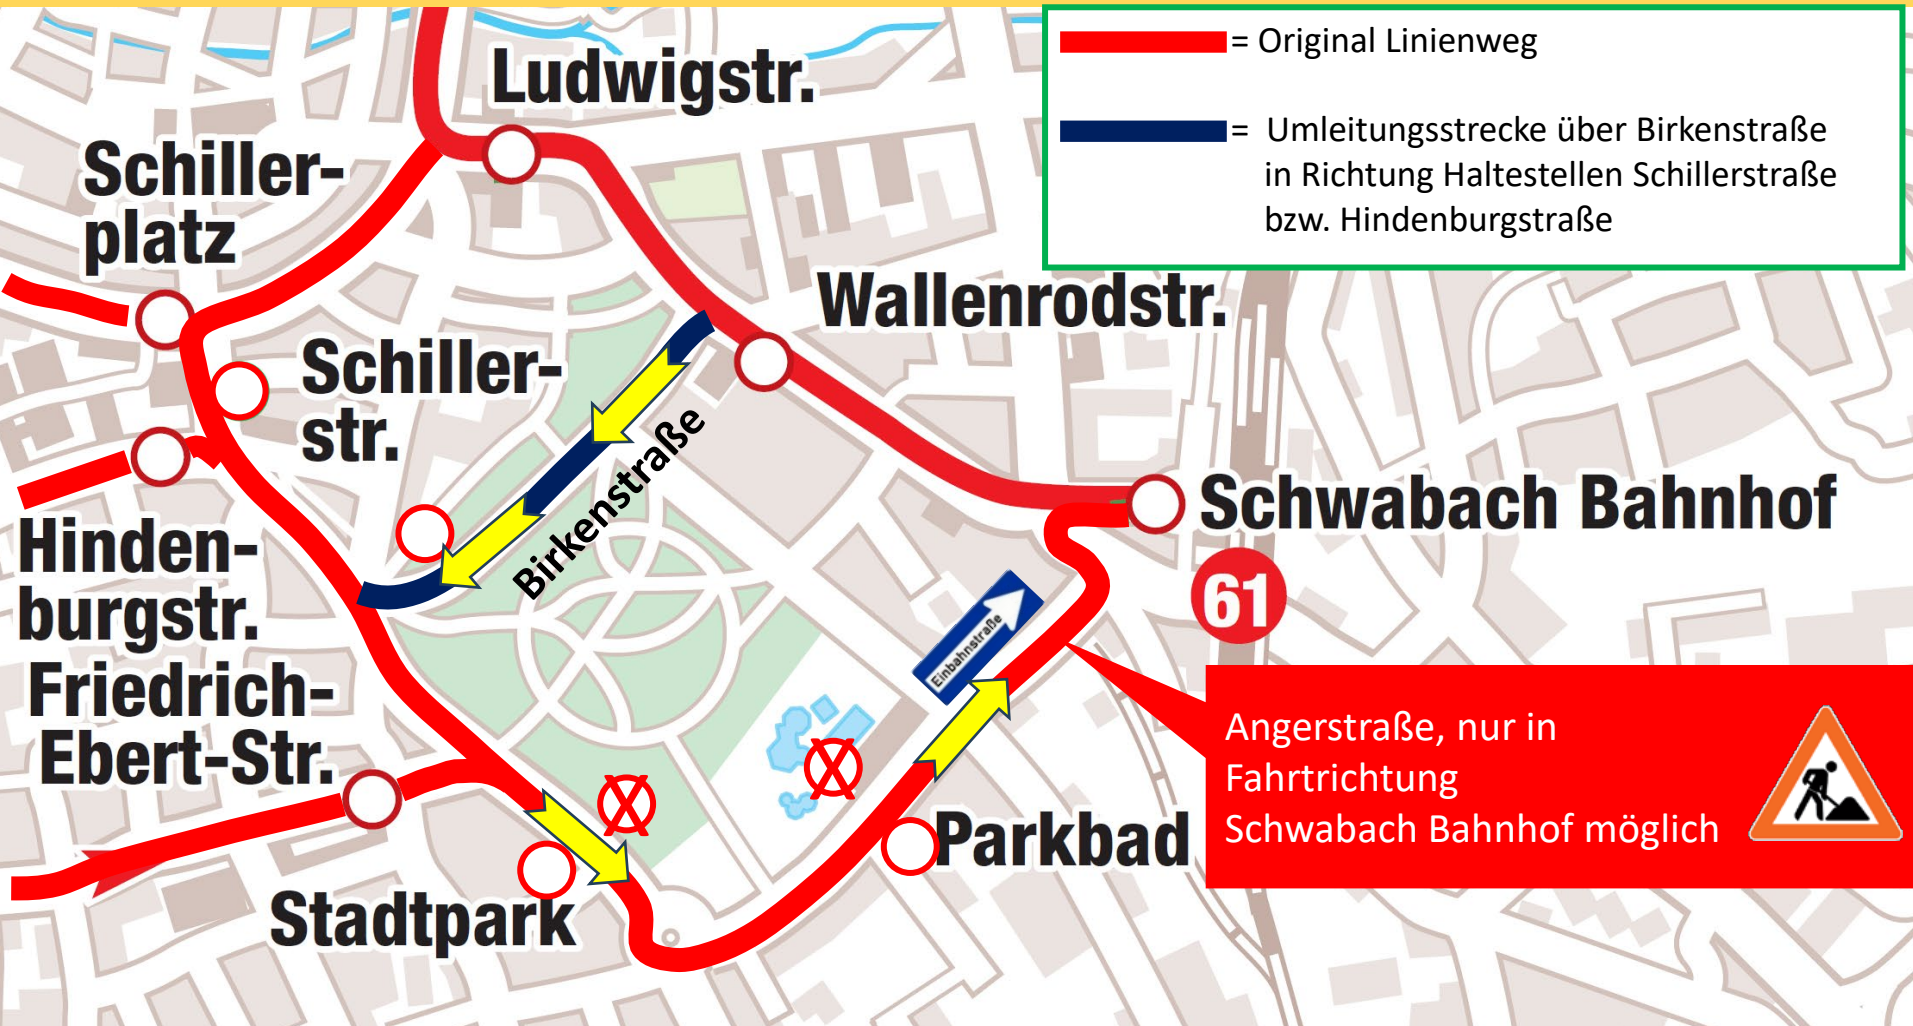 = Original Linienweg
= Umleitungsstrecke über Birkenstraße
in Richtung Haltestellen Schillerstraße
bzw. Hindenburgstraße
Ludwigstr.
Schiller-
platz
Wallenrodstr.
Schiller-
str.
Birkenstraße
Schwabach Bahnhof
61
Hinden-
burgstr.
Friedrich-
Ebert-Str.
Einbahnstraße
Angerstraße, nur in
Fahrtrichtung
Schwabach Bahnhof möglich
X
X
Parkbad
Stadtpark